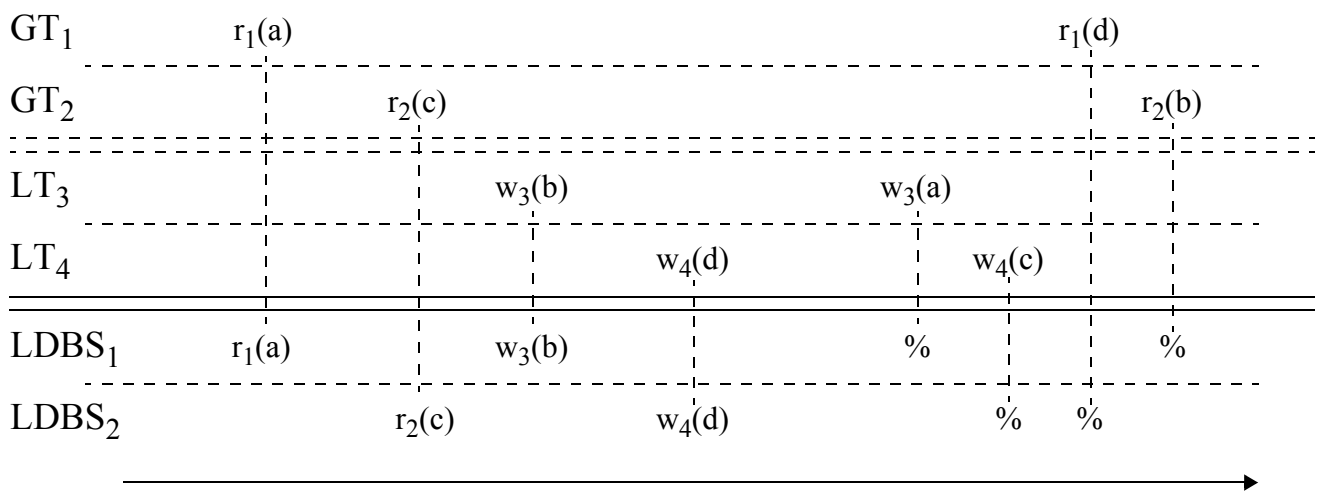 GT₁ r₁(a) r₁(d)
GT₂ r₂(c) r₂(b)
LT₃ w₃(b) w₃(a)
LT₄ w₄(d) w₄(c)
LDBS₁ r₁(a) w₃(b) % %
LDBS₂ r₂(c) w₄(d) % %